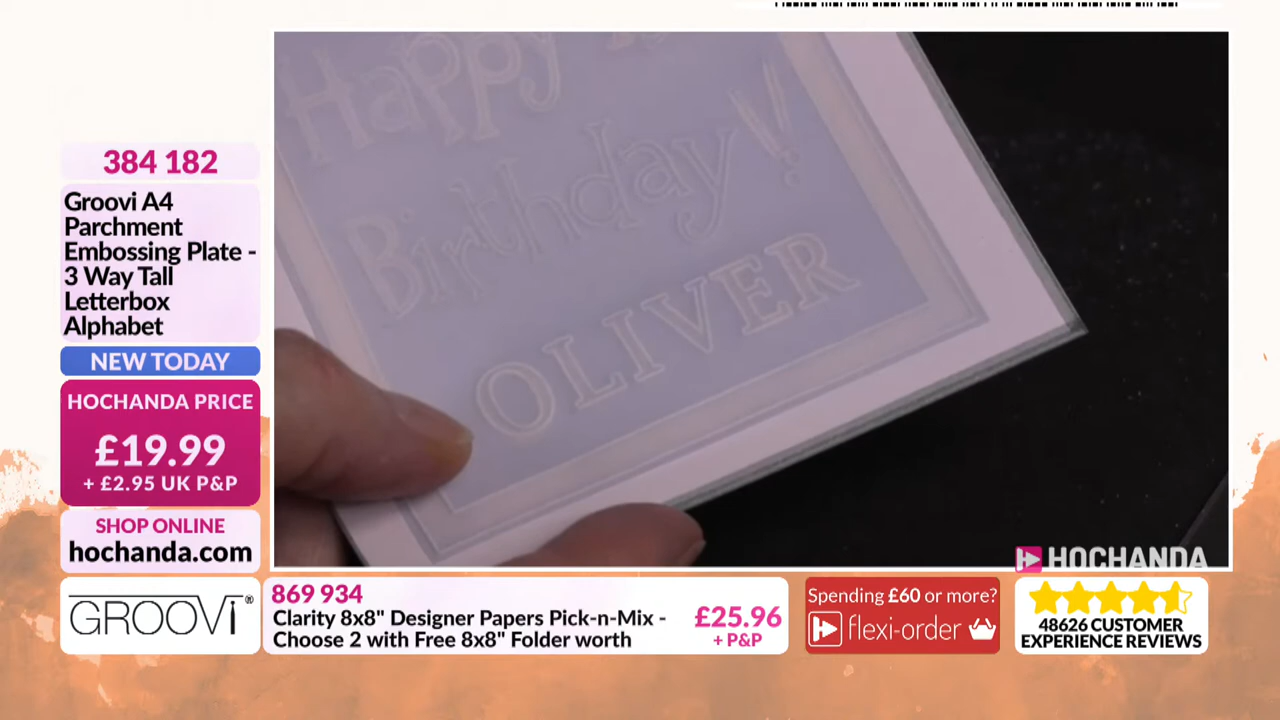 384 182
Groovi A4
Parchment
Embossing Plate -
3 Way Tall
Letterbox
Alphabet
NEW TODAY
HOCHANDA PRICE
£19.99
+ £2.95 UK P&P
SHOP ONLINE
hochanda.com
Happy
Birthday!
OLIVER
HOCHANDA
GROOVi®
869 934
Clarity 8x8" Designer Papers Pick-n-Mix -
Choose 2 with Free 8x8" Folder worth
£25.96
+ P&P
Spending £60 or more?
flexi-order
48626 CUSTOMER
EXPERIENCE REVIEWS